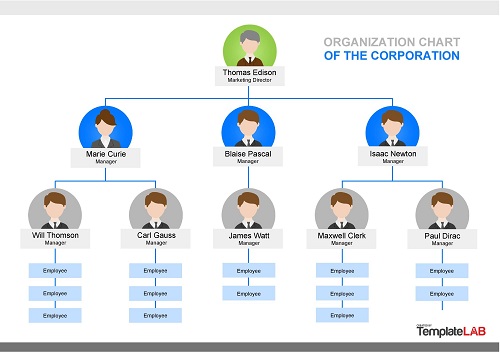 ORGANIZATION CHART
OF THE CORPORATION
Thomas Edison
Marketing Director
Marie Curie
Manager
Blaise Pascal
Manager
Isaac Newton
Manager
Will Thomson
Manager
Carl Gauss
Manager
James Watt
Manager
Maxwell Clerk
Manager
Paul Dirac
Manager
Employee Employee Employee Employee Employee
Employee Employee Employee Employee Employee
Employee Employee Employee
TemplateLAB